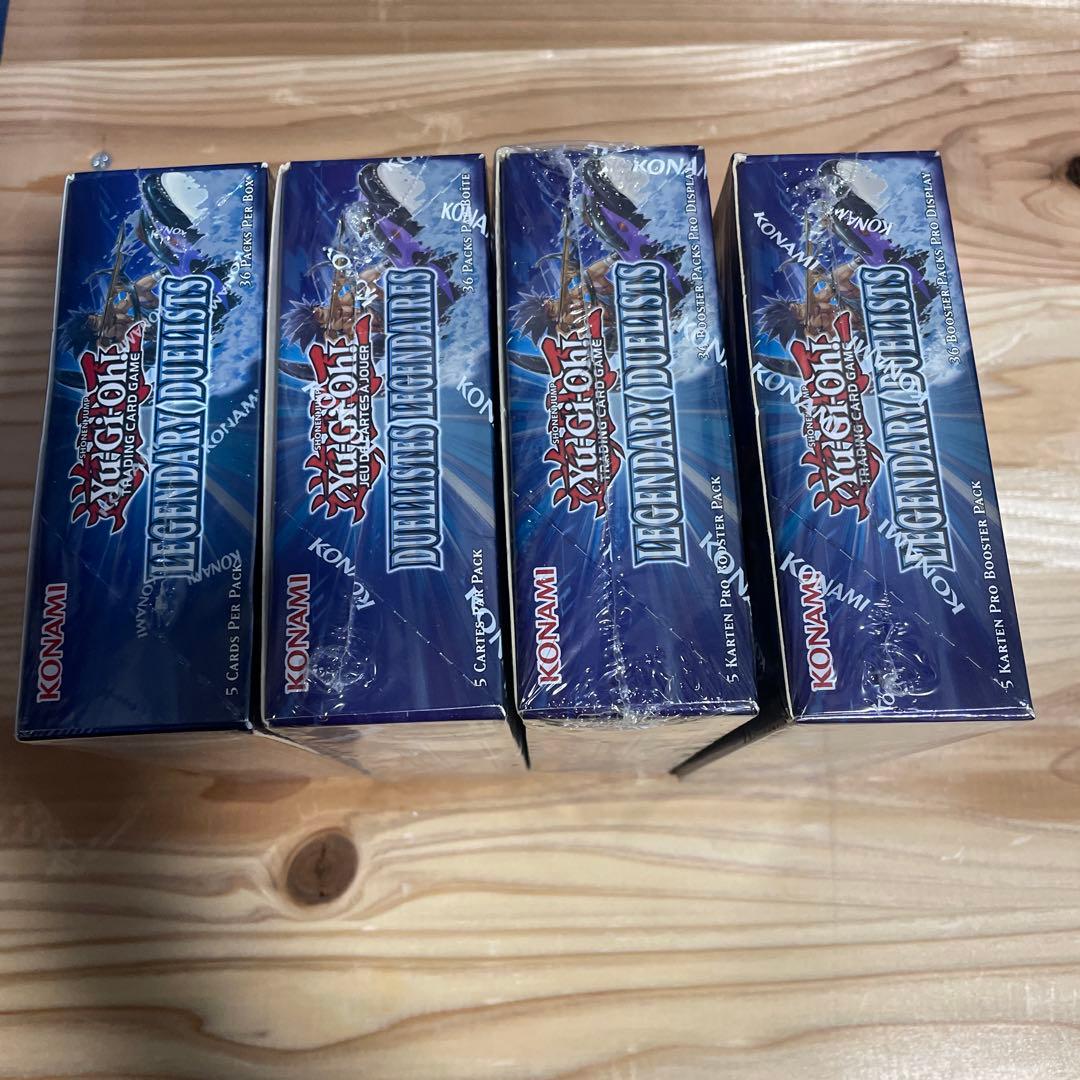 KONAMI
SHONEN JUMP
Yu-Gi-Oh!
TRADING CARD GAME
LEGENDARY DUELISTS
5 CARDS PER PACK
36 PACKS PER BOX
KONAMI
KONAMI
KONAMI
SHONEN JUMP
Yu-Gi-Oh!
JEU DE CARTES À JOUER
DUELLISTES LEGENDAIRES
5 CARTES PAR PACK
36 PACKS PAR BOÎTE
KONAMI
KONAMI
SHONEN JUMP
Yu-Gi-Oh!
TRADING CARD GAME
LEGENDARY DUELISTS
5 KARTEN PRO BOOSTER PACK
36 BOOSTER PACKS PRO DISPLAY
KONAMI
SHONEN JUMP
Yu-Gi-Oh!
TRADING CARD GAME
LEGENDARY DUELISTS
5 KARTEN PRO BOOSTER PACK
36 BOOSTER PACKS PRO DISPLAY
KONAMI
KONAMI
KONAMI
KONAMI